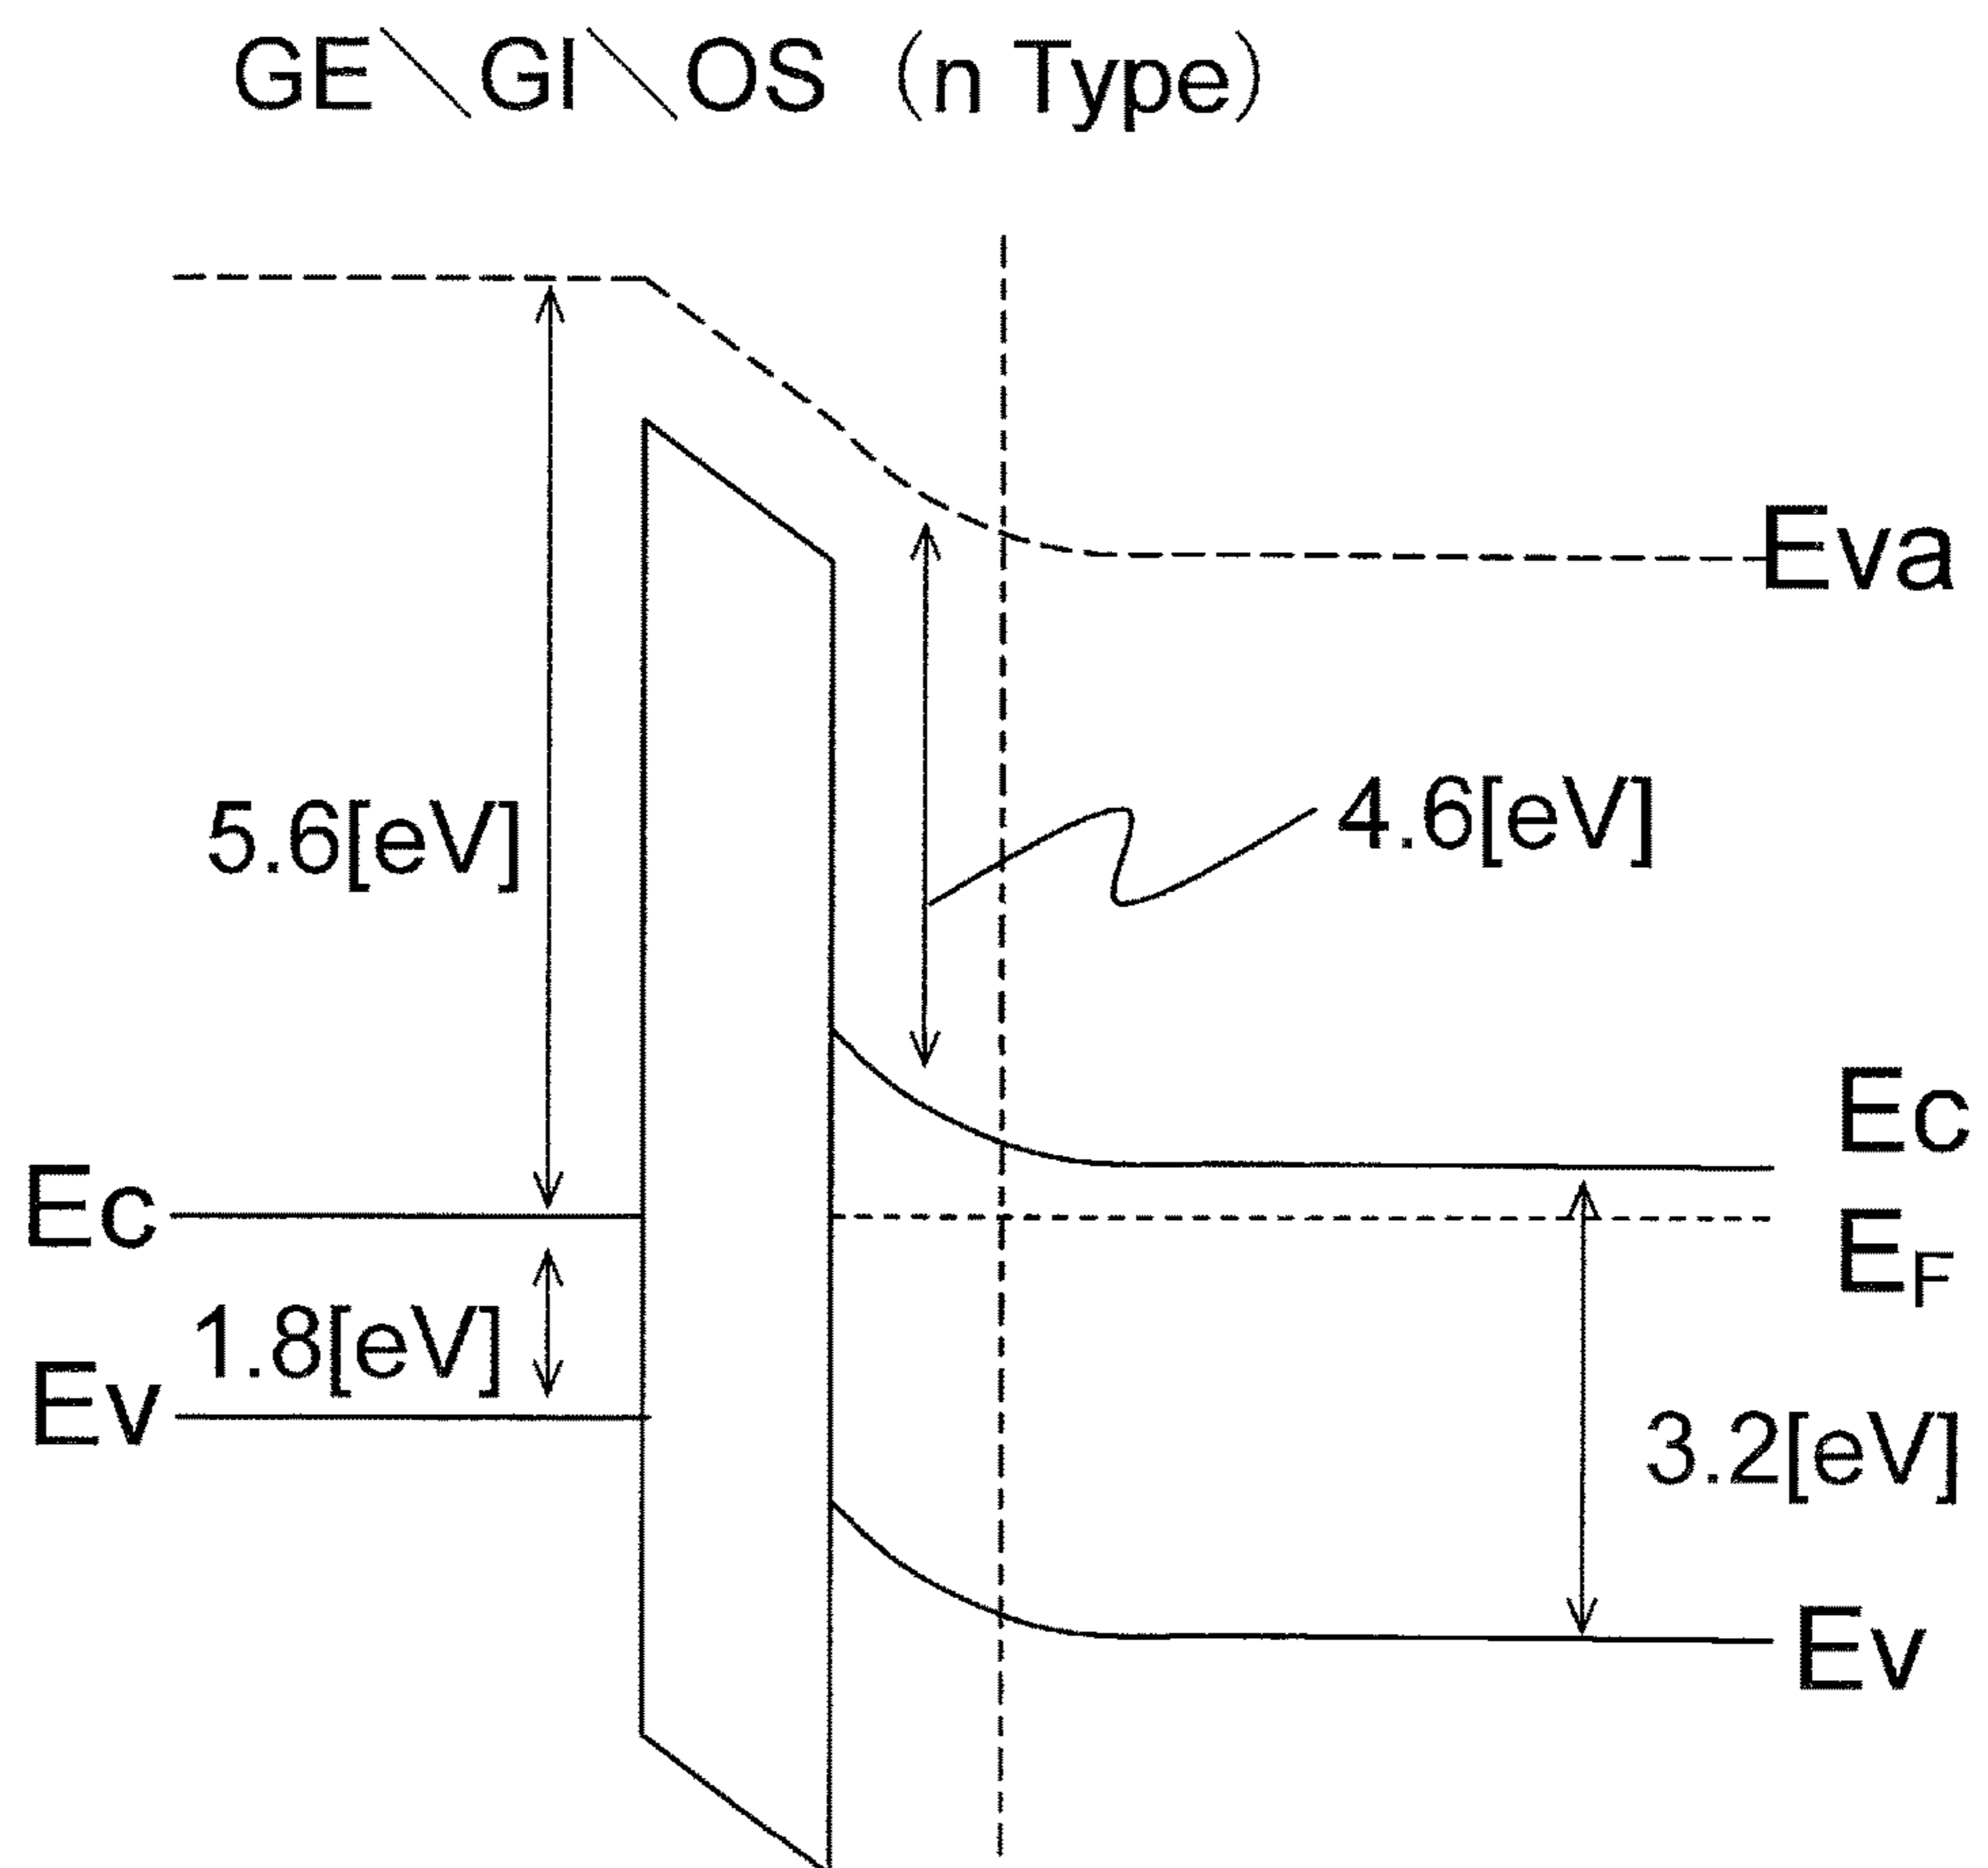 GE＼GI＼OS（n Type）
Eva
5.6[eV]
4.6[eV]
Ec
Ec
EF
1.8[eV]
Ev
3.2[eV]
Ev